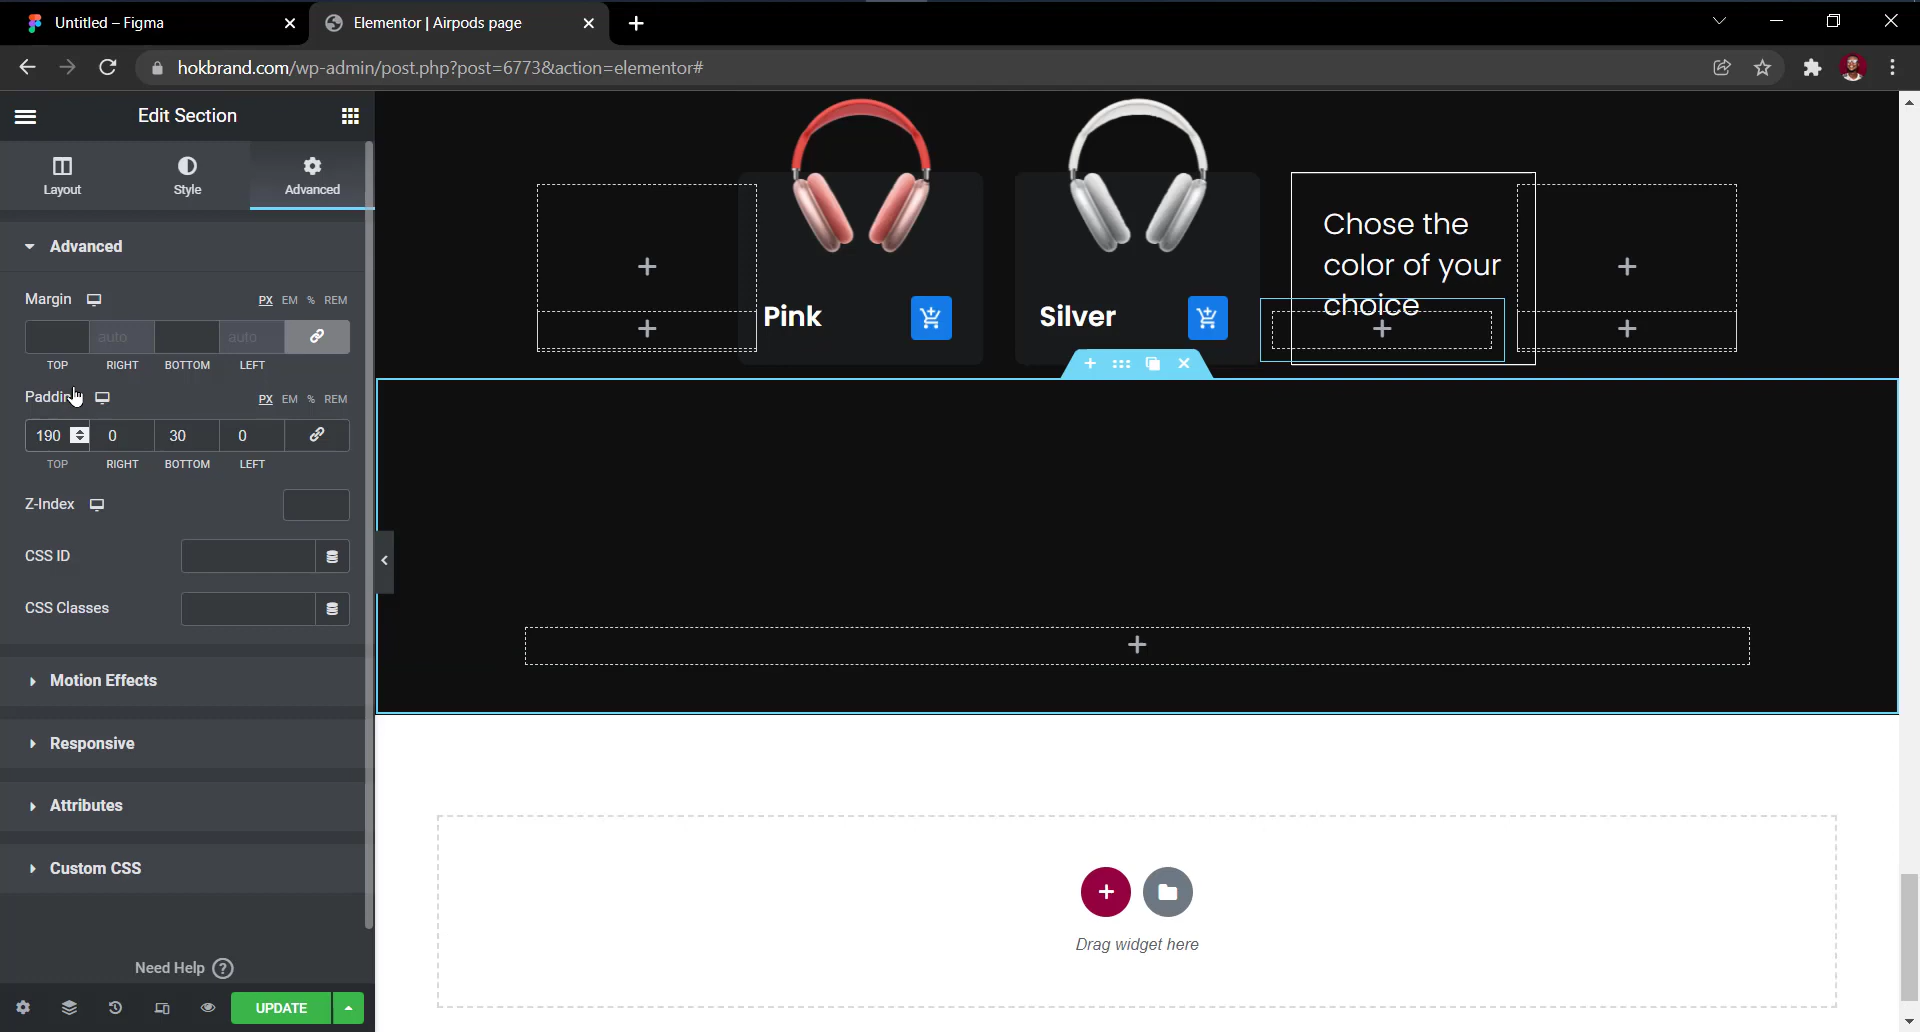 Untitled – Figma
Elementor | Airpods page
hokbrand.com/wp-admin/post.php?post=6773&action=elementor#
Edit Section
Layout
Style
Advanced
Advanced
Margin
PX EM % REM
auto
auto
TOP RIGHT BOTTOM LEFT
PX EM % REM
190 0 30 0
TOP RIGHT BOTTOM LEFT
Z-Index
CSS ID
CSS Classes
Motion Effects
Responsive
Attributes
Custom CSS
Need Help ?
UPDATE
Pink
Silver
Chose the
color of your
choice
Drag widget here